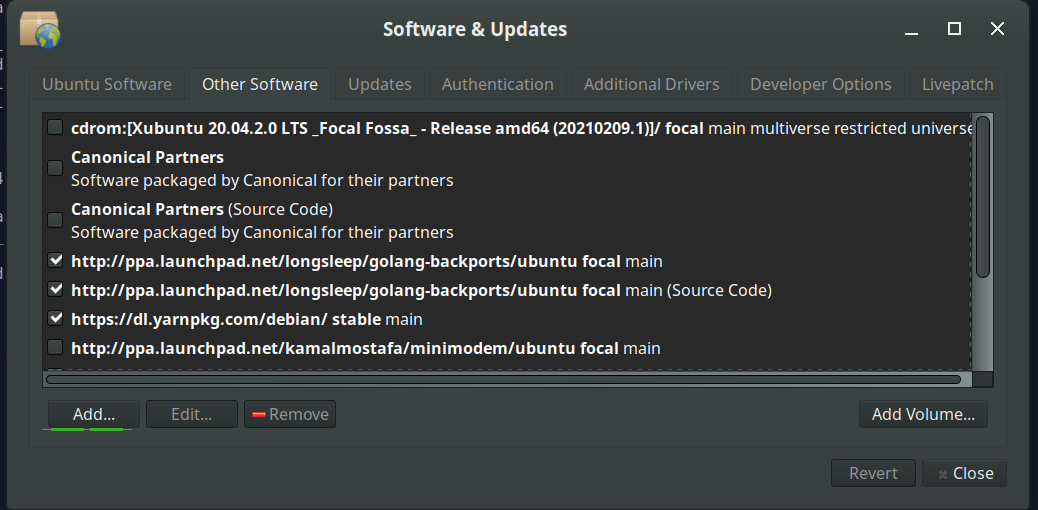 Software & Updates
Ubuntu Software Other Software Updates Authentication Additional Drivers Developer Options Livepatch
cdrom:[Xubuntu 20.04.2.0 LTS _Focal Fossa_ - Release amd64 (20210209.1)]/ focal main multiverse restricted universe
Canonical Partners
Software packaged by Canonical for their partners
Canonical Partners (Source Code)
Software packaged by Canonical for their partners
http://ppa.launchpad.net/longsleep/golang-backports/ubuntu focal main
http://ppa.launchpad.net/longsleep/golang-backports/ubuntu focal main (Source Code)
https://dl.yarnpkg.com/debian/ stable main
http://ppa.launchpad.net/kamalmostafa/minimodem/ubuntu focal main
Add... Edit... Remove Add Volume...
Revert Close